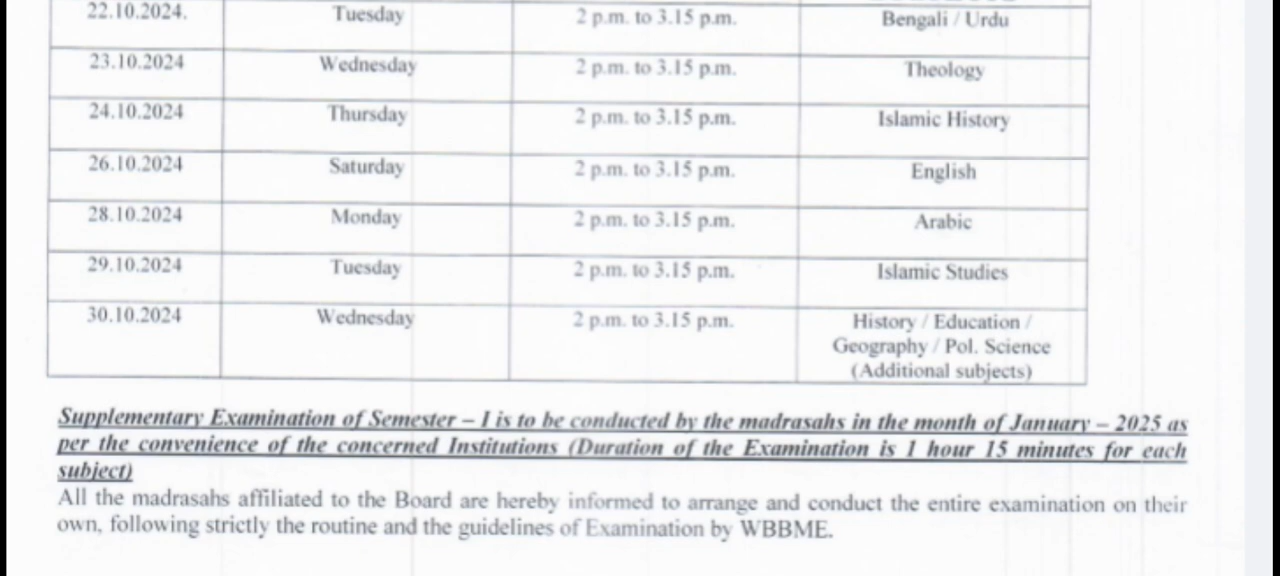 22.10.2024. Tuesday 2 p.m. to 3.15 p.m. Bengali / Urdu
23.10.2024 Wednesday 2 p.m. to 3.15 p.m. Theology
24.10.2024 Thursday 2 p.m. to 3.15 p.m. Islamic History
26.10.2024 Saturday 2 p.m. to 3.15 p.m. English
28.10.2024 Monday 2 p.m. to 3.15 p.m. Arabic
29.10.2024 Tuesday 2 p.m. to 3.15 p.m. Islamic Studies
30.10.2024 Wednesday 2 p.m. to 3.15 p.m. History / Education /
Geography / Pol. Science
(Additional subjects)
Supplementary Examination of Semester – I is to be conducted by the madrasahs in the month of January – 2025 as
per the convenience of the concerned Institutions (Duration of the Examination is 1 hour 15 minutes for each
subject)
All the madrasahs affiliated to the Board are hereby informed to arrange and conduct the entire examination on their
own, following strictly the routine and the guidelines of Examination by WBBME.